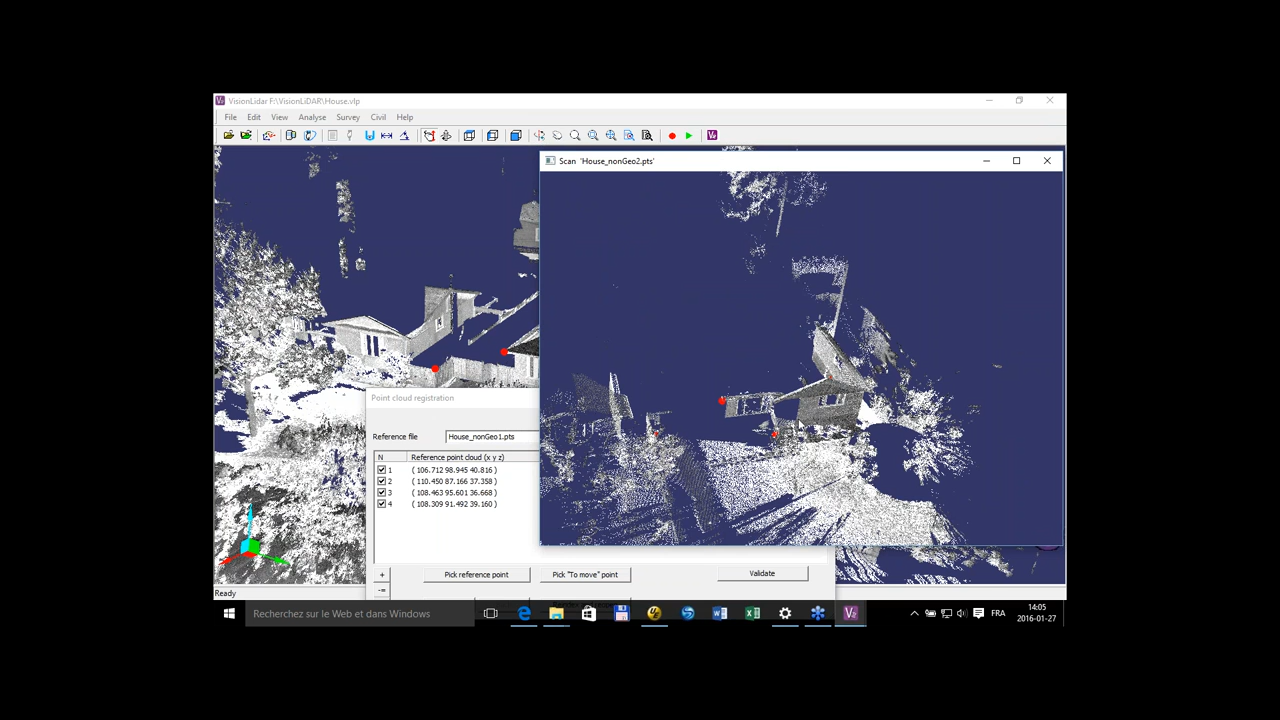 VisionLidar F:\VisionLiDAR\House.vlp
File Edit View Analyse Survey Civil Help
Scan 'House_nonGeo2.pts'
Point cloud registration
Reference file House_nonGeo1.pts
N Reference point cloud (x y z)
1 ( 106.712 98.945 40.816 )
2 ( 110.450 87.166 37.358 )
3 ( 108.463 95.601 36.668 )
4 ( 108.309 91.492 39.160 )
+ Pick reference point Pick "To move" point Validate
-=
Ready
Recherchez sur le Web et dans Windows
FRA
14:05
2016-01-27